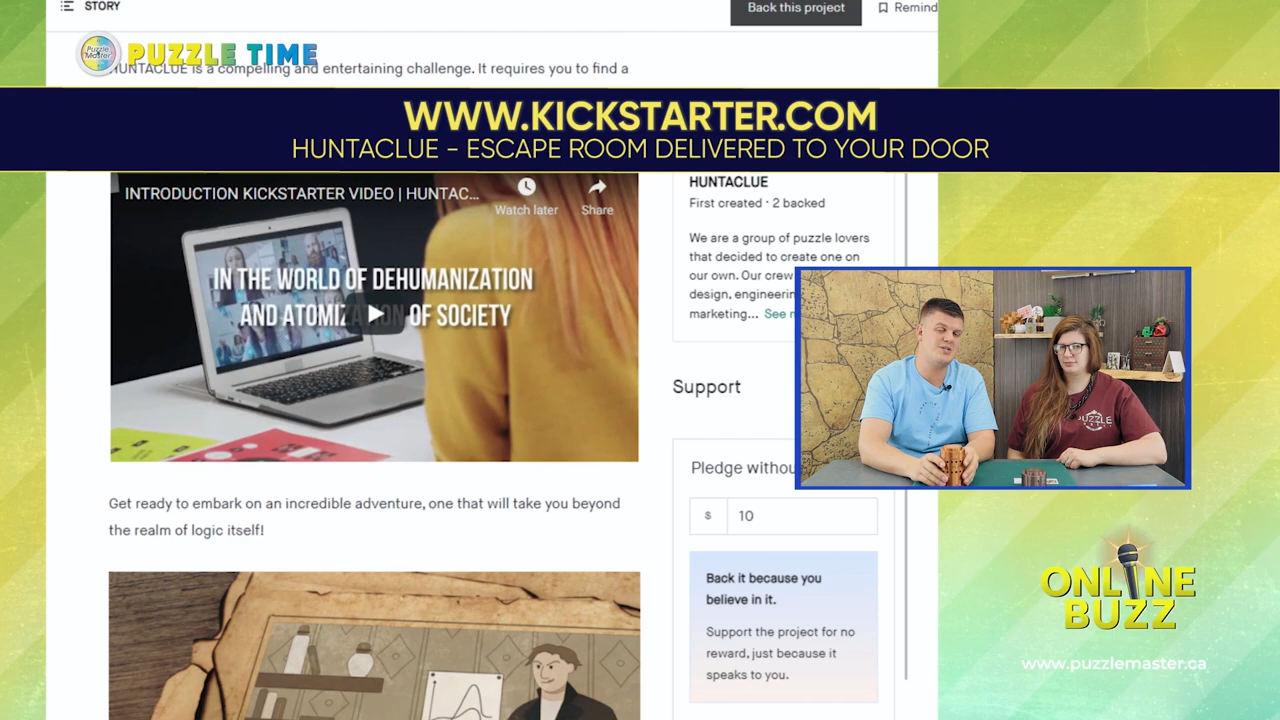 STORY
Back this project
Remind
Puzzle Master
PUZZLE TIME
HUNTACLUE is a compelling and entertaining challenge. It requires you to find a
WWW.KICKSTARTER.COM
HUNTACLUE - ESCAPE ROOM DELIVERED TO YOUR DOOR
INTRODUCTION KICKSTARTER VIDEO | HUNTAC...
Watch later
Share
IN THE WORLD OF DEHUMANIZATION
AND ATOMIZATION OF SOCIETY
HUNTACLUE
First created · 2 backed
We are a group of puzzle lovers
that decided to create one on
our own. Our crew
design, engineerin
marketing... See m
Support
Pledge withou
$ 10
Back it because you
believe in it.
Support the project for no
reward, just because it
speaks to you.
Get ready to embark on an incredible adventure, one that will take you beyond
the realm of logic itself!
PUZZLE
ONLINE
BUZZ
www.puzzlemaster.ca